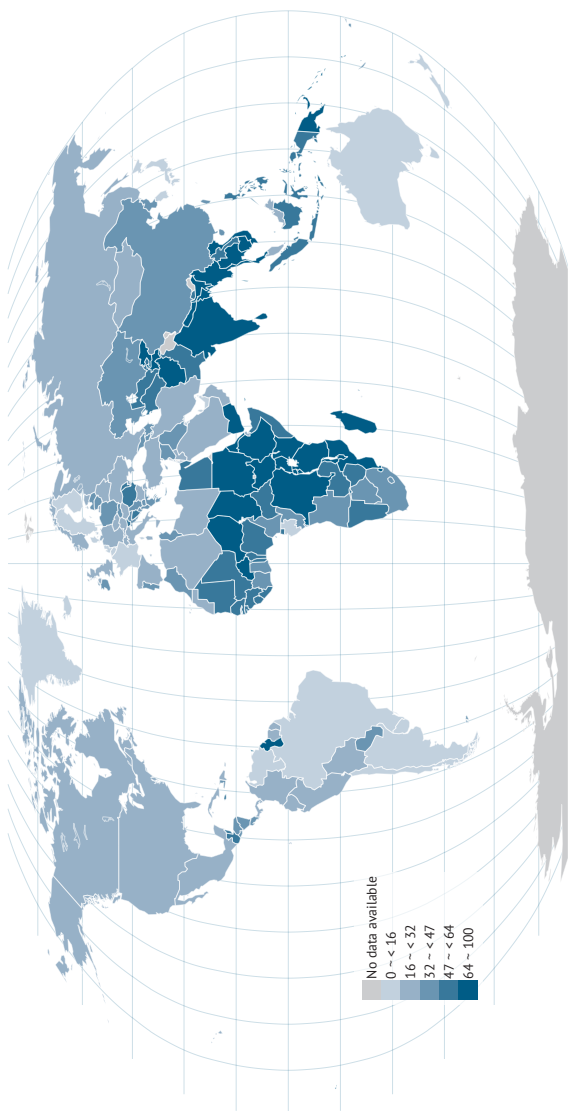 No data available
0 ~ < 16
16 ~ < 32
32 ~ < 47
47 ~ < 64
64 ~ 100